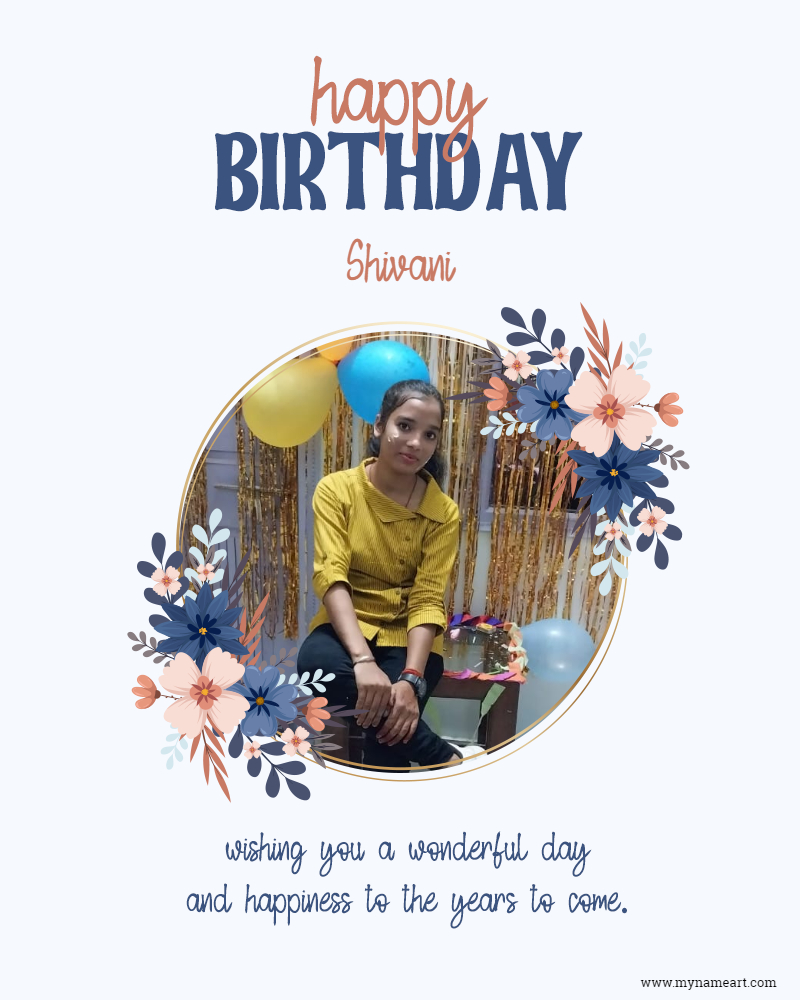 happy
BIRTHDAY
Shivani
wishing you a wonderful day
and happiness to the years to come.
www.mynameart.com